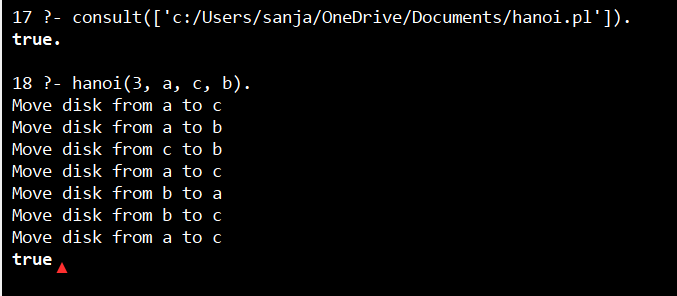 17 ?- consult(['c:/Users/sanja/OneDrive/Documents/hanoi.pl']).
true.
18 ?- hanoi(3, a, c, b).
Move disk from a to c
Move disk from a to b
Move disk from c to b
Move disk from a to c
Move disk from b to a
Move disk from b to c
Move disk from a to c
true